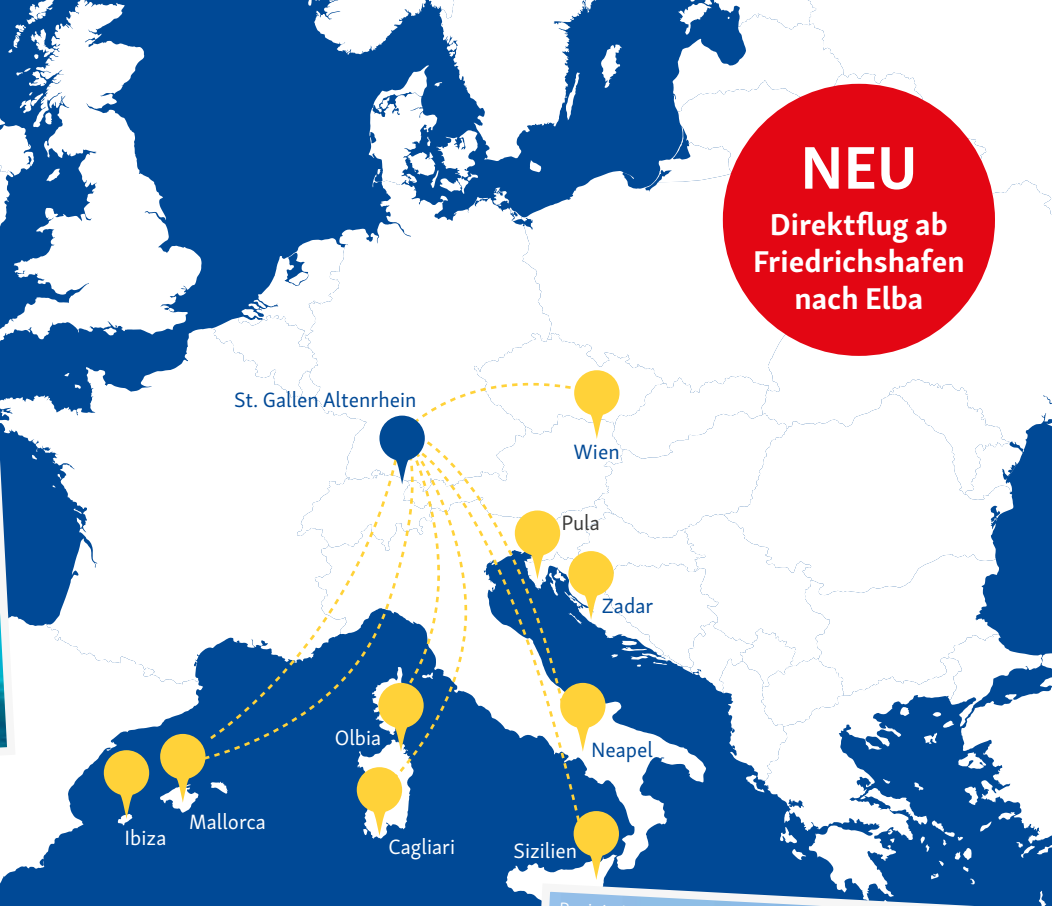 NEU
Direktflug ab
Friedrichshafen
nach Elba
St. Gallen Altenrhein
Wien
Pula
Zadar
Olbia
Neapel
Mallorca
Ibiza
Cagliari
Sizilien